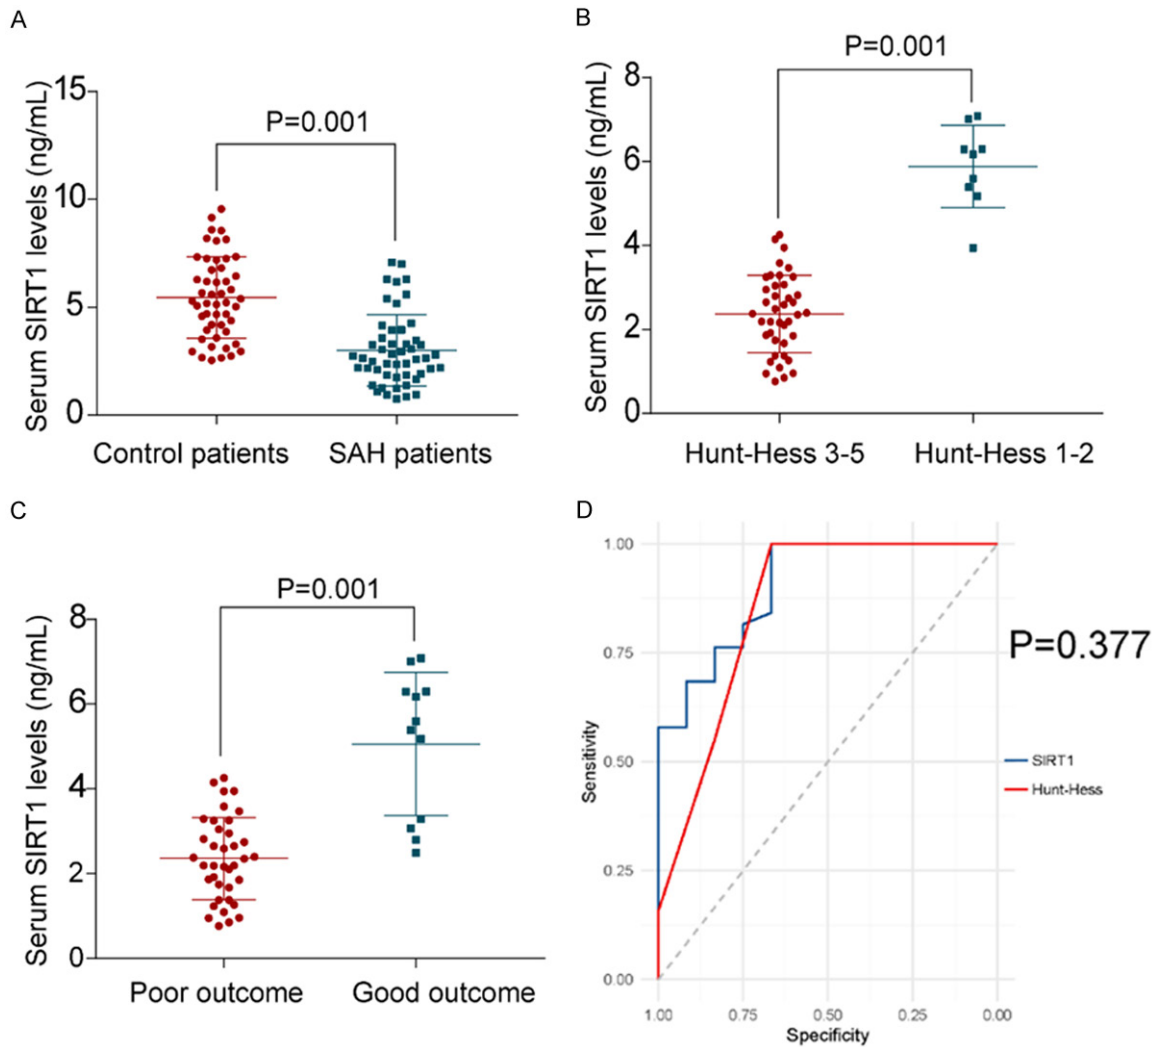 A
Serum SIRT1 levels (ng/mL)
15
10
5
0
P=0.001
Control patients
SAH patients
B
Serum SIRT1 levels (ng/mL)
8
6
4
2
0
P=0.001
Hunt-Hess 3-5
Hunt-Hess 1-2
C
Serum SIRT1 levels (ng/mL)
8
6
4
2
0
P=0.001
Poor outcome
Good outcome
D
Sensitivity
1.00
0.75
0.50
0.25
0.00
P=0.377
SIRT1
Hunt-Hess
1.00 0.75 0.50 0.25 0.00
Specificity